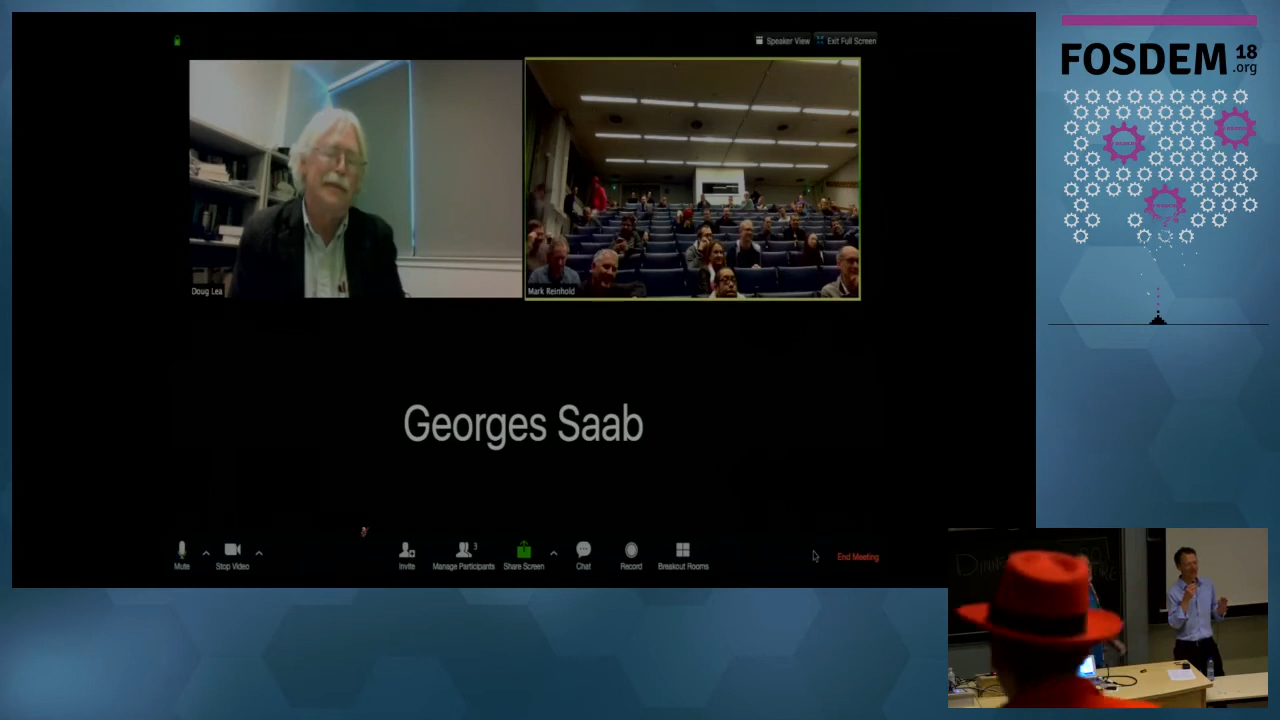 Speaker View
Exit Full Screen
Doug Lea
Mark Reinhold
Georges Saab
Mute
Stop Video
Invite
3
Manage Participants
Share Screen
Chat
Record
Breakout Rooms
End Meeting
FOSDEM 18
.org